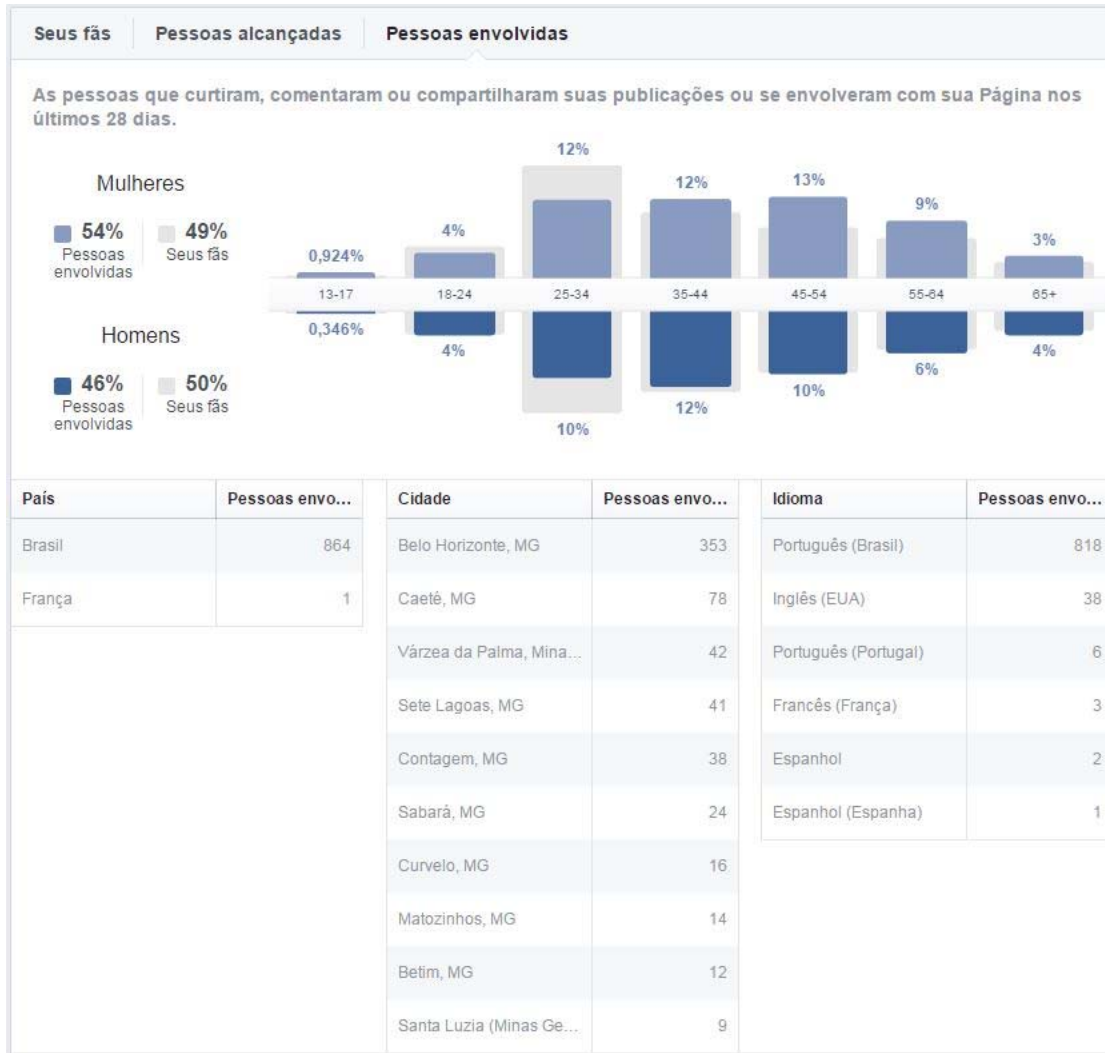 Seus fãs Pessoas alcançadas Pessoas envolvidas
As pessoas que curtiram, comentaram ou compartilharam suas publicações ou se envolveram com sua Página nos
últimos 28 dias.
Mulheres
54% 49%
Pessoas envolvidas Seus fãs
Homens
46% 50%
Pessoas envolvidas Seus fãs
0,924% 4% 12% 12% 13% 9% 3%
13-17 18-24 25-34 35-44 45-54 55-64 65+
0,346% 4% 10% 12% 10% 6% 4%
País Pessoas envo...
Brasil 864
França 1
Cidade Pessoas envo...
Belo Horizonte, MG 353
Caeté, MG 78
Várzea da Palma, Mina... 42
Sete Lagoas, MG 41
Contagem, MG 38
Sabará, MG 24
Curvelo, MG 16
Matozinhos, MG 14
Betim, MG 12
Santa Luzia (Minas Ge... 9
Idioma Pessoas envo...
Português (Brasil) 818
Inglês (EUA) 38
Português (Portugal) 6
Francês (França) 3
Espanhol 2
Espanhol (Espanha) 1